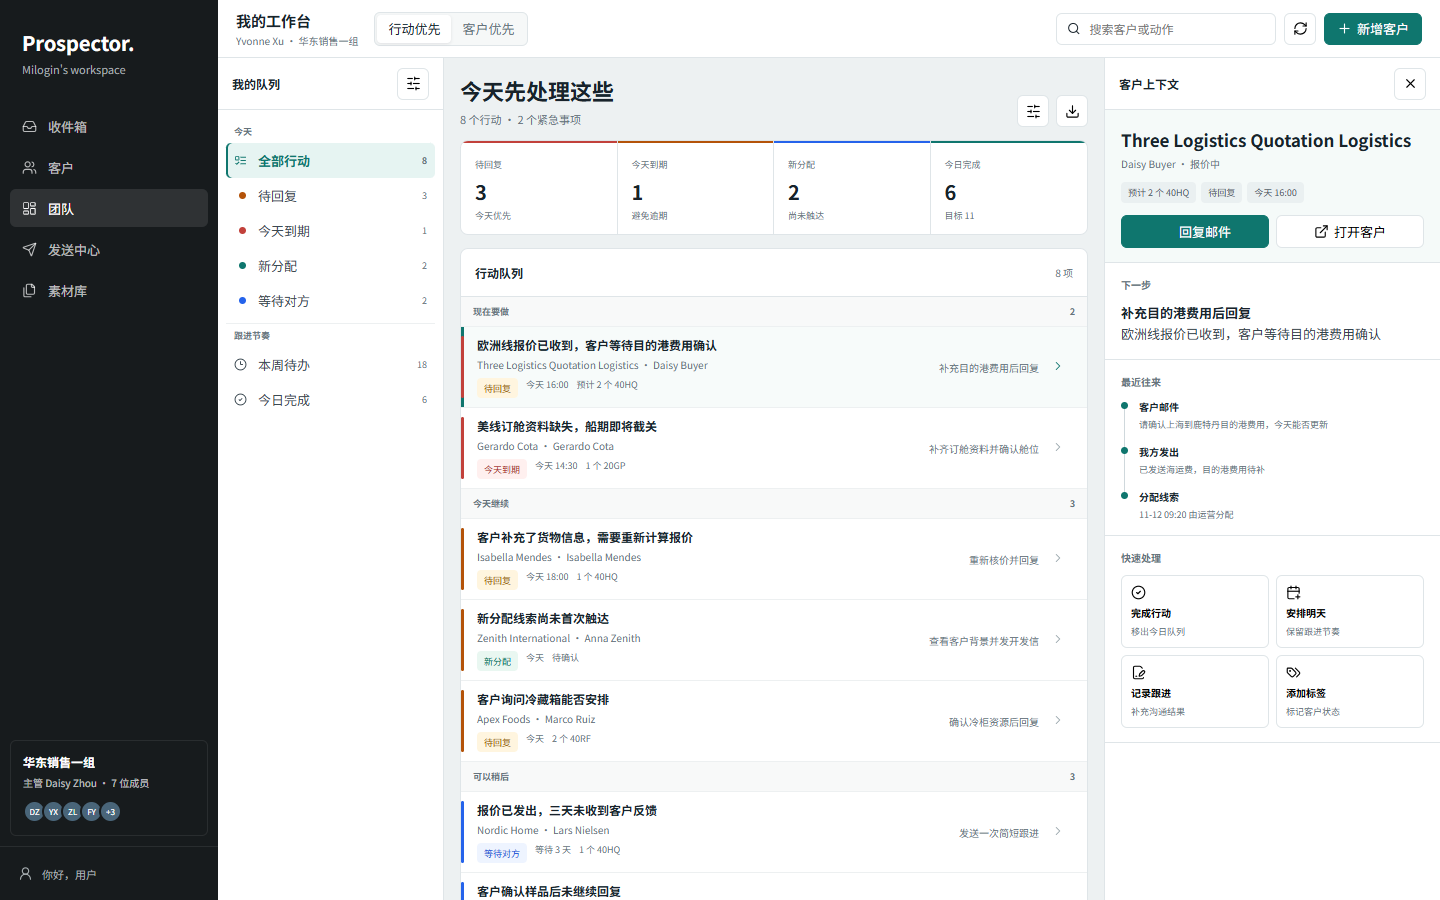 Prospector.
Milogin's workspace
收件箱
客户
团队
发送中心
素材库
华东销售一组
主管 Daisy Zhou • 7 位成员
DZ YX ZL FY +3
你好，用户
我的工作台
Yvonne Xu • 华东销售一组
行动优先 客户优先
搜索客户或动作
新增客户
我的队列
今天
全部行动 8
待回复 3
今天到期 1
新分配 2
等待对方 2
跟进节奏
本周待办 18
今日完成 6
今天先处理这些
8 个行动 • 2 个紧急事项
待回复 今天到期 新分配 今日完成
3 1 2 6
今天优先 避免逾期 尚未触达 目标 11
行动队列 8 项
现在要做 2
欧洲线报价已收到，客户等待目的港费用确认
Three Logistics Quotation Logistics • Daisy Buyer
待回复 今天 16:00 预计 2 个 40HQ
补充目的港费用后回复
美线订舱资料缺失，船期即将截关
Gerardo Cota • Gerardo Cota
今天到期 今天 14:30 1 个 20GP
补齐订舱资料并确认舱位
今天继续 3
客户补充了货物信息，需要重新计算报价
Isabella Mendes • Isabella Mendes
待回复 今天 18:00 1 个 40HQ
重新核价并回复
新分配线索尚未首次触达
Zenith International • Anna Zenith
新分配 今天 待确认
查看客户背景并发开发信
客户询问冷藏箱能否安排
Apex Foods • Marco Ruiz
待回复 今天 2 个 40RF
确认冷柜资源后回复
可以稍后 3
报价已发出，三天未收到客户反馈
Nordic Home • Lars Nielsen
等待对方 等待 3 天 1 个 40HQ
发送一次简短跟进
客户确认样品后未继续回复
客户上下文
Three Logistics Quotation Logistics
Daisy Buyer • 报价中
预计 2 个 40HQ 待回复 今天 16:00
回复邮件 打开客户
下一步
补充目的港费用后回复
欧洲线报价已收到，客户等待目的港费用确认
最近往来
客户邮件
请确认上海到鹿特丹目的港费用，今天能否更新
我方发出
已发送海运费，目的港费用待补
分配线索
11-12 09:20 由运营分配
快速处理
完成行动
移出今日队列
安排明天
保留跟进节奏
记录跟进
补充沟通结果
添加标签
标记客户状态